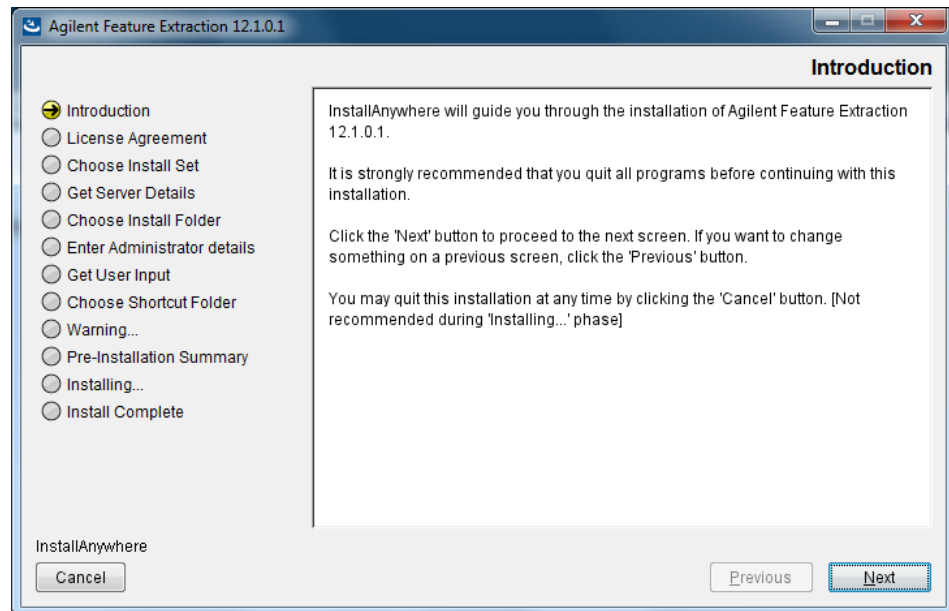 Agilent Feature Extraction 12.1.0.1
Introduction
Introduction
License Agreement
Choose Install Set
Get Server Details
Choose Install Folder
Enter Administrator details
Get User Input
Choose Shortcut Folder
Warning...
Pre-Installation Summary
Installing...
Install Complete
InstallAnywhere will guide you through the installation of Agilent Feature Extraction
12.1.0.1.
It is strongly recommended that you quit all programs before continuing with this
installation.
Click the 'Next' button to proceed to the next screen. If you want to change
something on a previous screen, click the 'Previous' button.
You may quit this installation at any time by clicking the 'Cancel' button. [Not
recommended during 'Installing...' phase]
InstallAnywhere
Cancel
Previous
Next